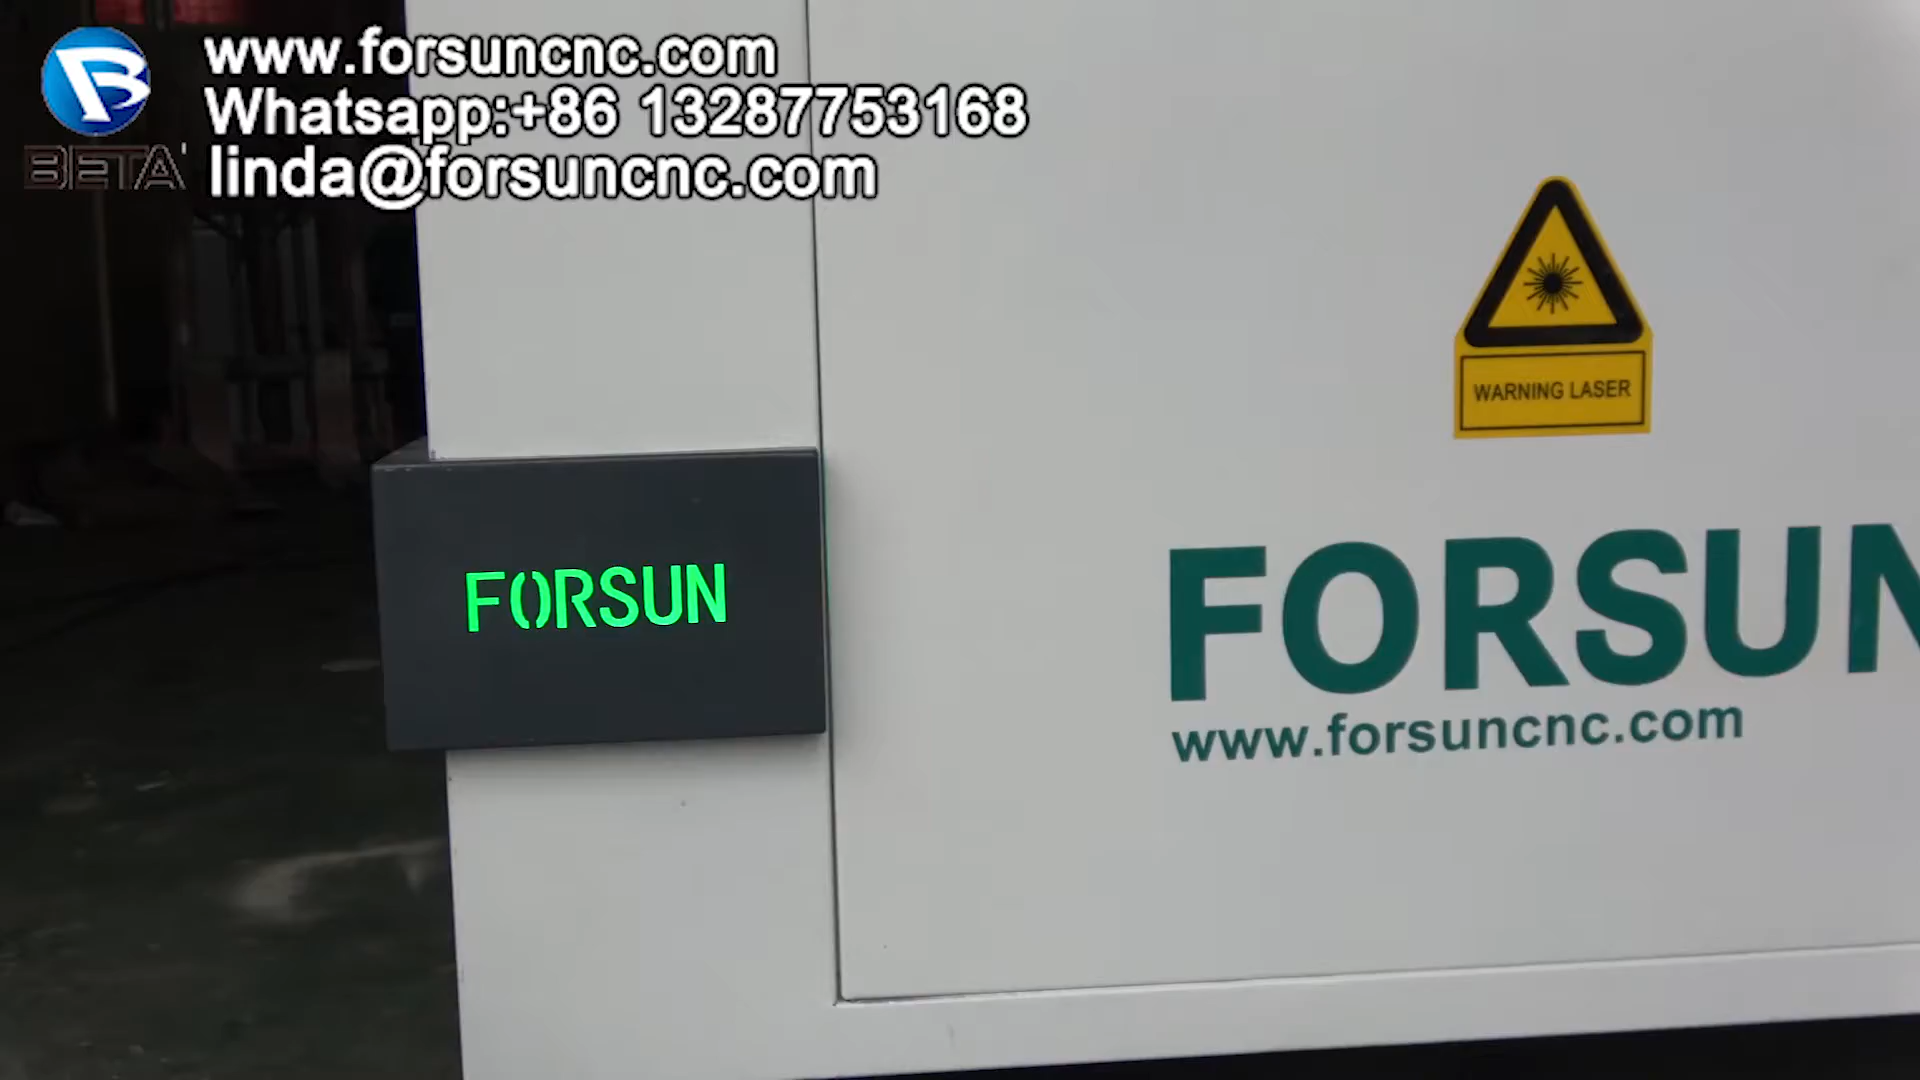 www.forsuncnc.com
Whatsapp:+86 13287753168
BETA
linda@forsuncnc.com
WARNING LASER
FORSUN
FORSUN
www.forsuncnc.com